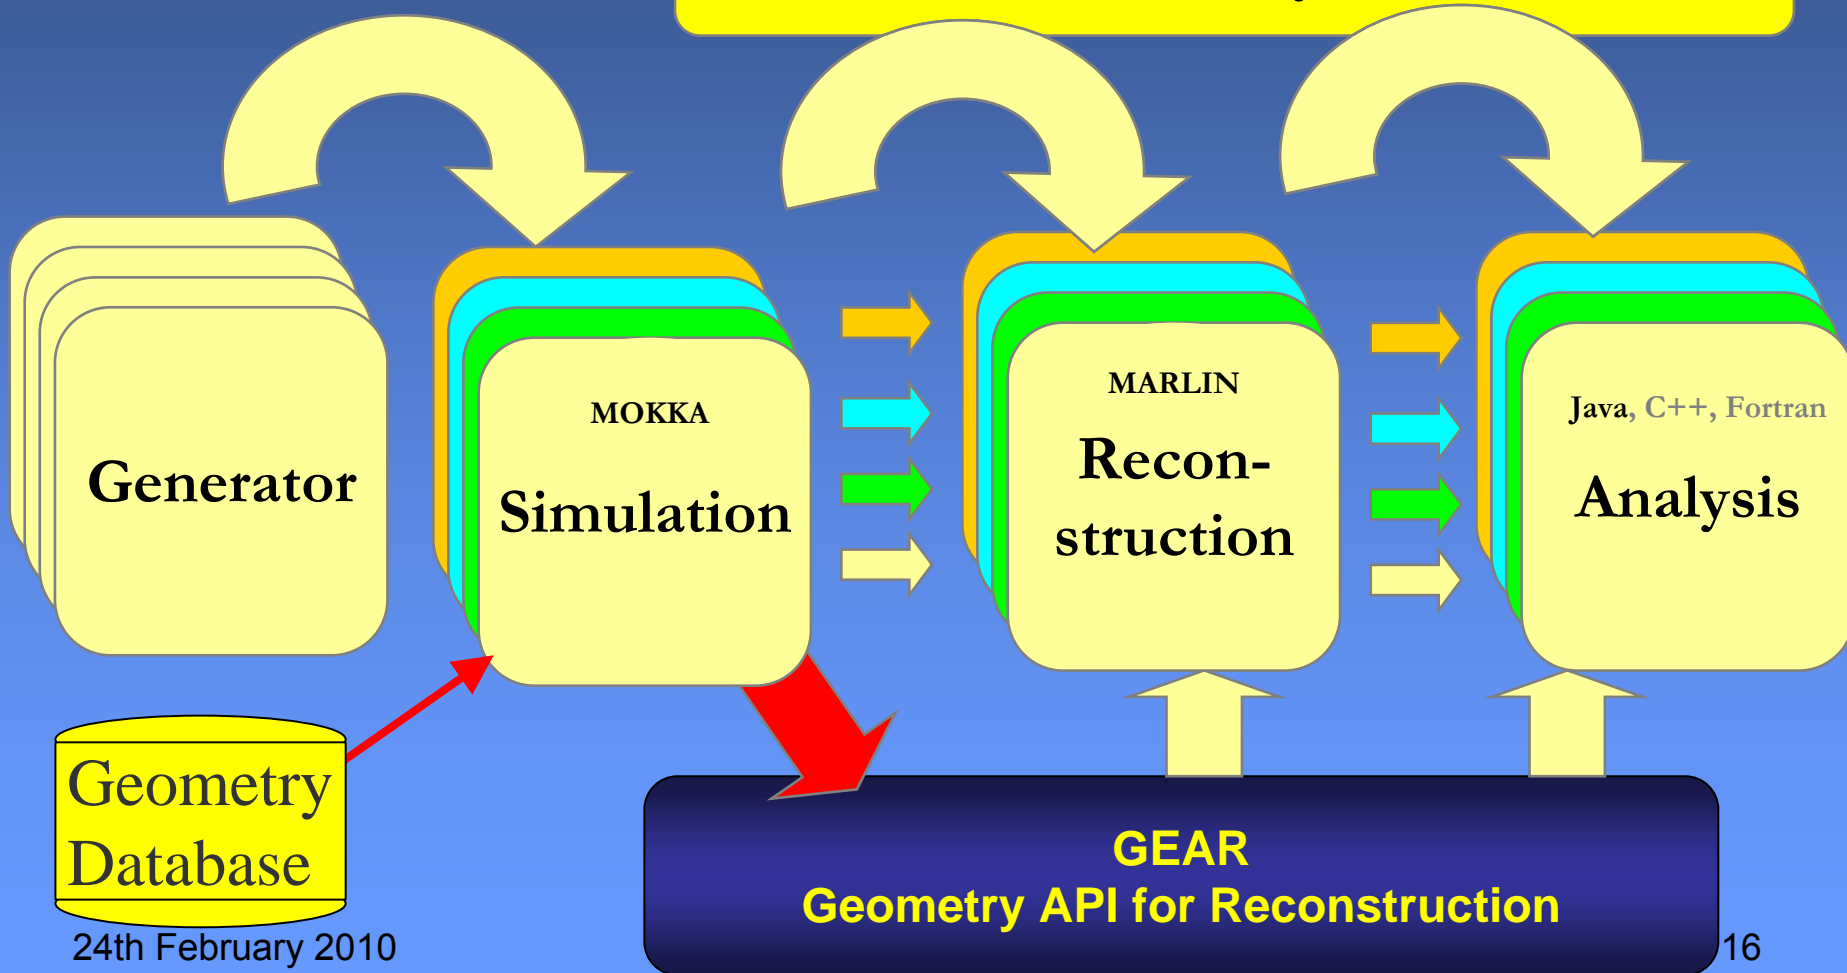 Generator
MOKKA
Simulation
MARLIN
Recon-
struction
Java, C++, Fortran
Analysis
Geometry
Database
GEAR
Geometry API for Reconstruction
24th February 2010
16